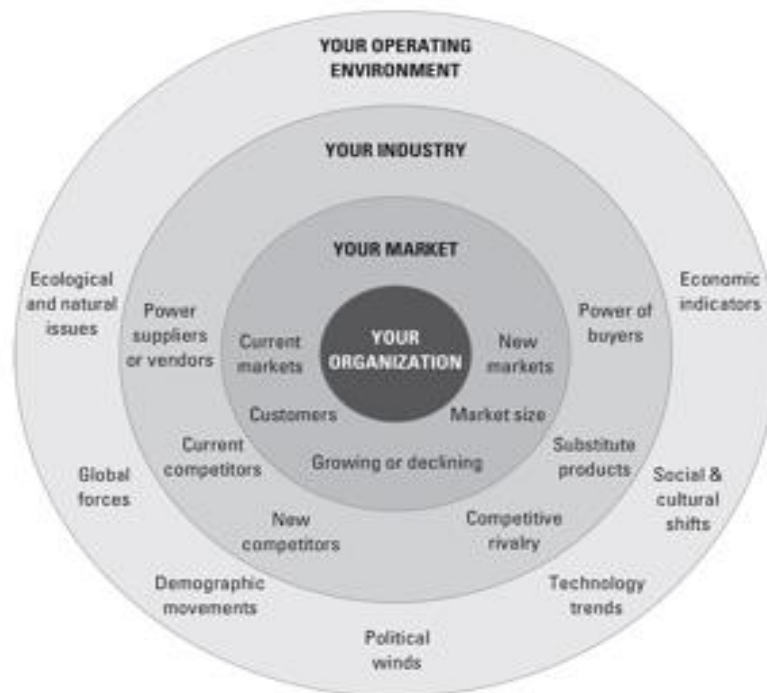 YOUR OPERATING
ENVIRONMENT
YOUR INDUSTRY
YOUR MARKET
YOUR
ORGANIZATION
Ecological
and natural
issues
Power
suppliers
or vendors
Current
markets
New
markets
Power of
buyers
Economic
indicators
Customers
Market size
Growing or declining
Current
competitors
Substitute
products
Global
forces
Social &
cultural
shifts
New
competitors
Competitive
rivalry
Demographic
movements
Technology
trends
Political
winds